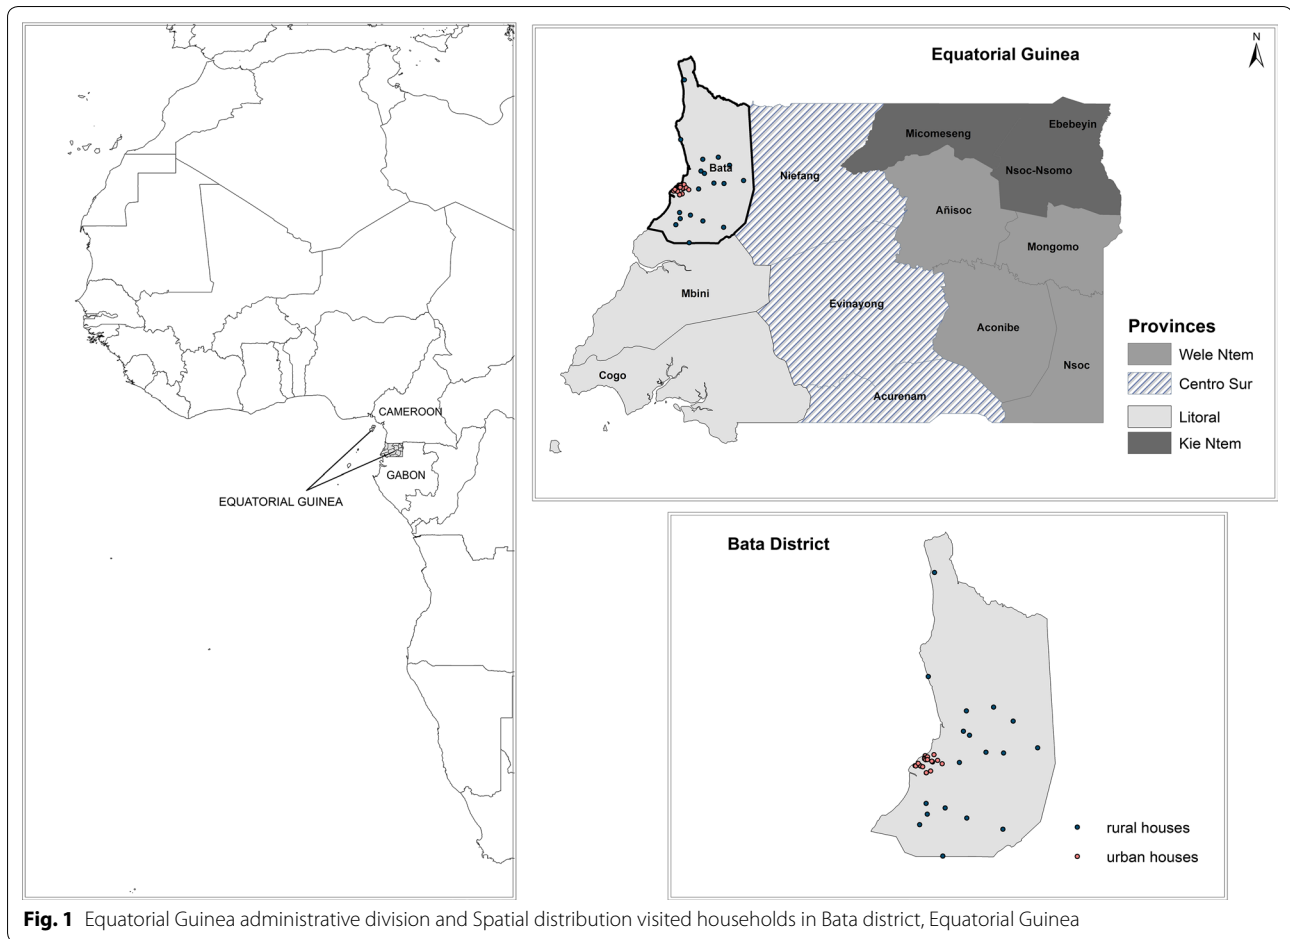 CAMEROON
GABON
EQUATORIAL GUINEA
Equatorial Guinea
N
Ebebeyin
Micomeseng
Bata
Niefang
Nsoc-Nsomo
Añisoc
Mongomo
Mbini
Evinayong
Aconibe
Nsoc
Cogo
Acurenam
Provinces
Wele Ntem
Centro Sur
Litoral
Kie Ntem
Bata District
rural houses
urban houses
Fig. 1 Equatorial Guinea administrative division and Spatial distribution visited households in Bata district, Equatorial Guinea